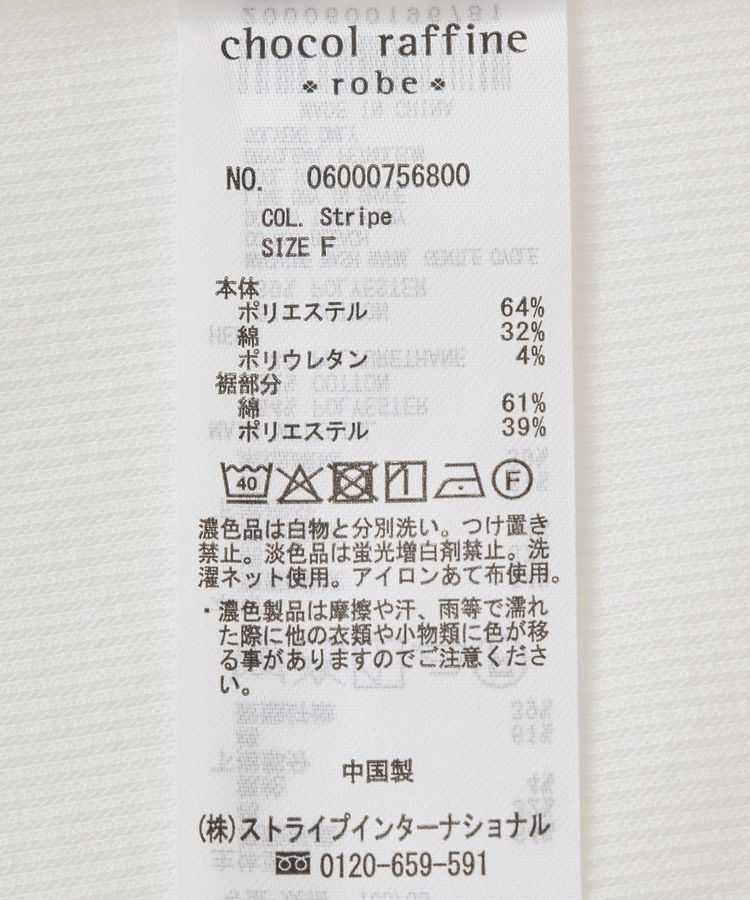 chocol raffine
robe
NO. 06000756800
COL. Stripe
SIZE F
本体
ポリエステル 64%
綿 32%
ポリウレタン 4%
裾部分
綿 61%
ポリエステル 39%
40 F
濃色品は白物と分別洗い。つけ置き
禁止。淡色品は蛍光増白剤禁止。洗
濯ネット使用。アイロンあて布使用。
・濃色製品は摩擦や汗、雨等で濡れ
た際に他の衣類や小物類に色が移
る事がありますのでご注意くださ
い。
中国製
(株)ストライプインターナショナル
0120-659-591